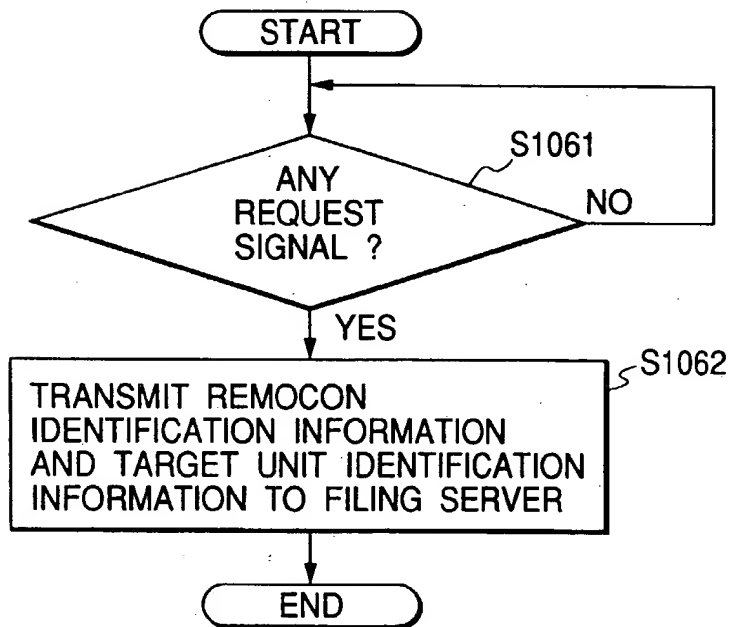 START
S1061
ANY
REQUEST
SIGNAL ?
NO
YES
S1062
TRANSMIT REMOCON
IDENTIFICATION INFORMATION
AND TARGET UNIT IDENTIFICATION
INFORMATION TO FILING SERVER
END